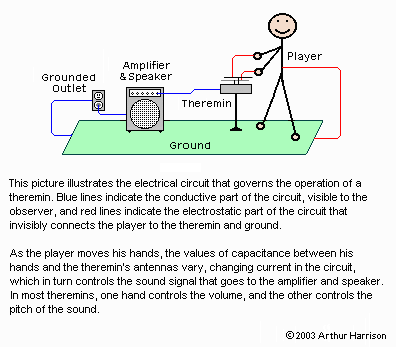 Amplifier
& Speaker
Player
Grounded
Outlet
Theremin
Ground
This picture illustrates the electrical circuit that governs the operation of a
theremin. Blue lines indicate the conductive part of the circuit, visible to the
observer, and red lines indicate the electrostatic part of the circuit that
invisibly connects the player to the theremin and ground.
As the player moves his hands, the values of capacitance between his
hands and the theremin's antennas vary, changing current in the circuit,
which in turn controls the sound signal that goes to the amplifier and speaker.
In most theremins, one hand controls the volume, and the other controls the
pitch of the sound.
©2003 Arthur Harrison